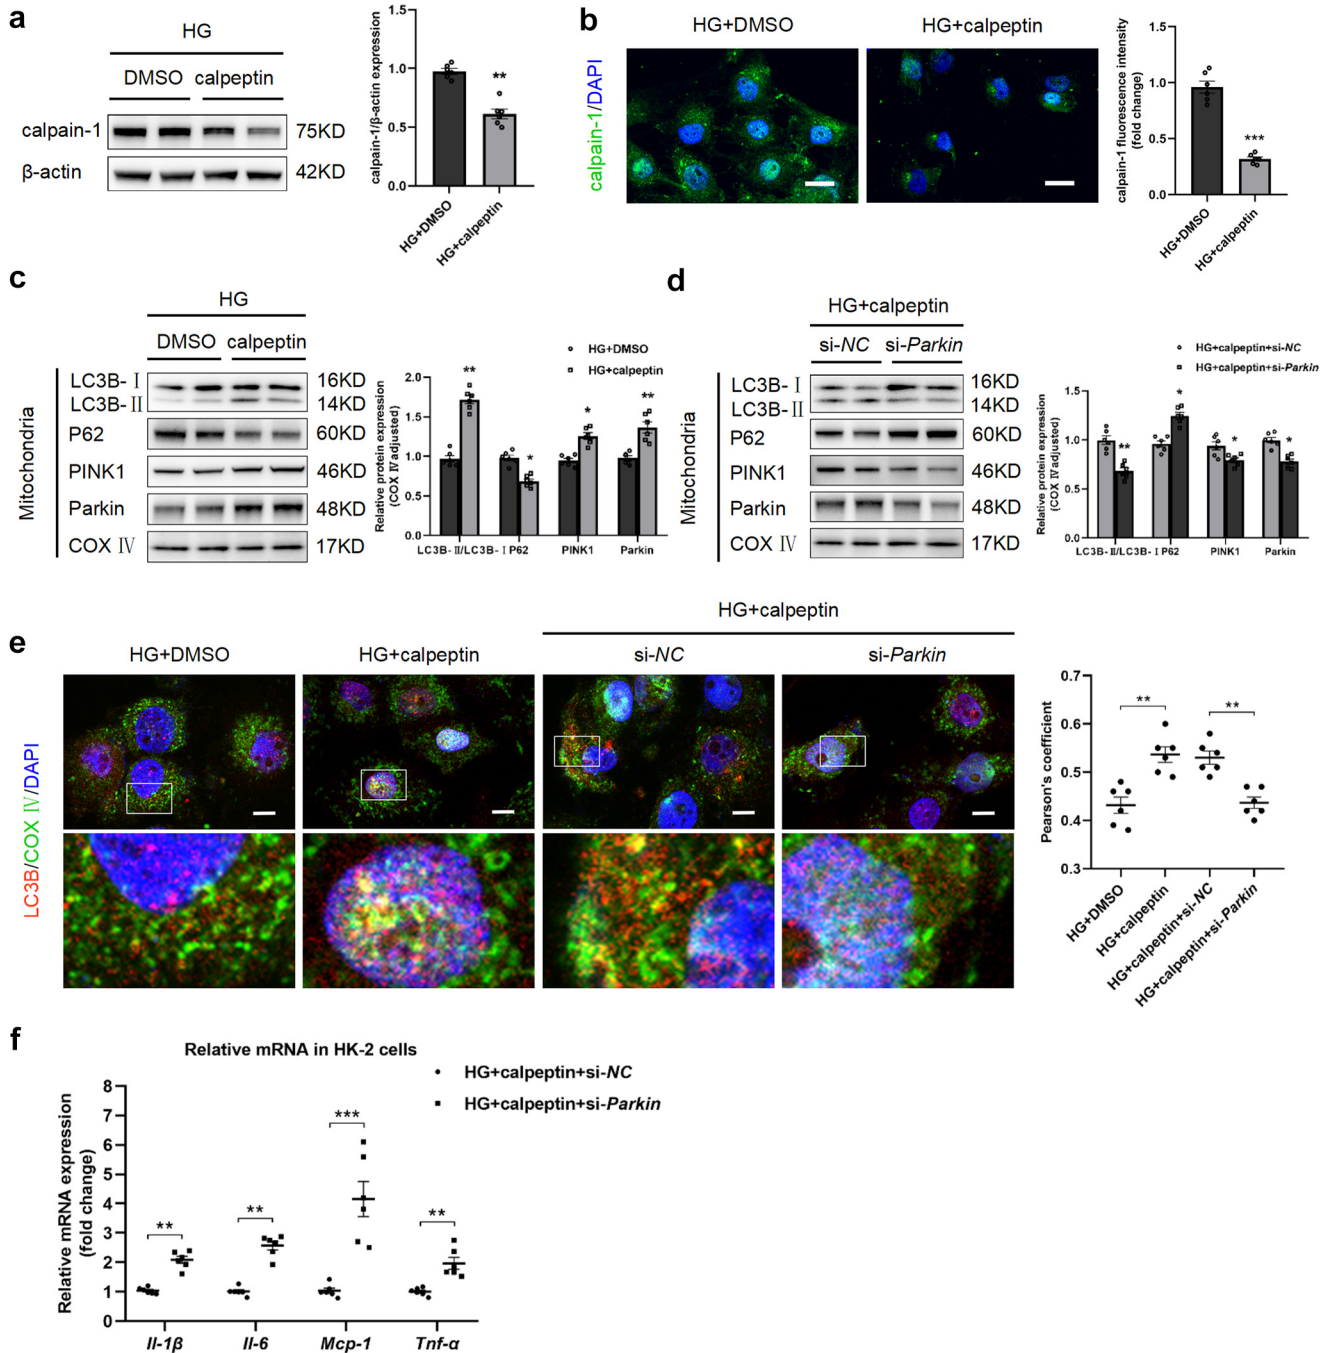 a
HG
DMSO calpeptin
calpain-1 75KD
β-actin 42KD
calpain-1/β-actin expression
1.5
1.0
0.5
0.0
**
HG+DMSO
HG+calpeptin
b
HG+DMSO HG+calpeptin
calpain-1/DAPI
calpain-1 fluorescence intensity
(fold change)
1.5
1.0
0.5
0.0
***
HG+DMSO
HG+calpeptin
c
HG
DMSO calpeptin
Mitochondria
LC3B-Ⅰ 16KD
LC3B-Ⅱ 14KD
P62 60KD
PINK1 46KD
Parkin 48KD
COX Ⅳ 17KD
HG+DMSO
HG+calpeptin
Relative protein expression
(COX Ⅳ adjusted)
2.0
1.5
1.0
0.5
0.0
** * * **
LC3B-Ⅱ/LC3B-Ⅰ P62 PINK1 Parkin
d
HG+calpeptin
si-NC si-Parkin
Mitochondria
LC3B-Ⅰ 16KD
LC3B-Ⅱ 14KD
P62 60KD
PINK1 46KD
Parkin 48KD
COX Ⅳ 17KD
HG+calpeptin+si-NC
HG+calpeptin+si-Parkin
Relative protein expression
(COX Ⅳ adjusted)
1.5
1.0
0.5
0.0
** * * *
LC3B-Ⅱ/LC3B-Ⅰ P62 PINK1 Parkin
e
HG+calpeptin
HG+DMSO HG+calpeptin si-NC si-Parkin
LC3B/COX Ⅳ/DAPI
Pearson's coefficient
0.7
0.6
0.5
0.4
0.3
** **
HG+DMSO
HG+calpeptin
HG+calpeptin+si-NC
HG+calpeptin+si-Parkin
f
Relative mRNA in HK-2 cells
HG+calpeptin+si-NC
HG+calpeptin+si-Parkin
Relative mRNA expression
(fold change)
8
7
6
5
4
3
2
1
0
** ** *** **
Il-1β Il-6 Mcp-1 Tnf-α